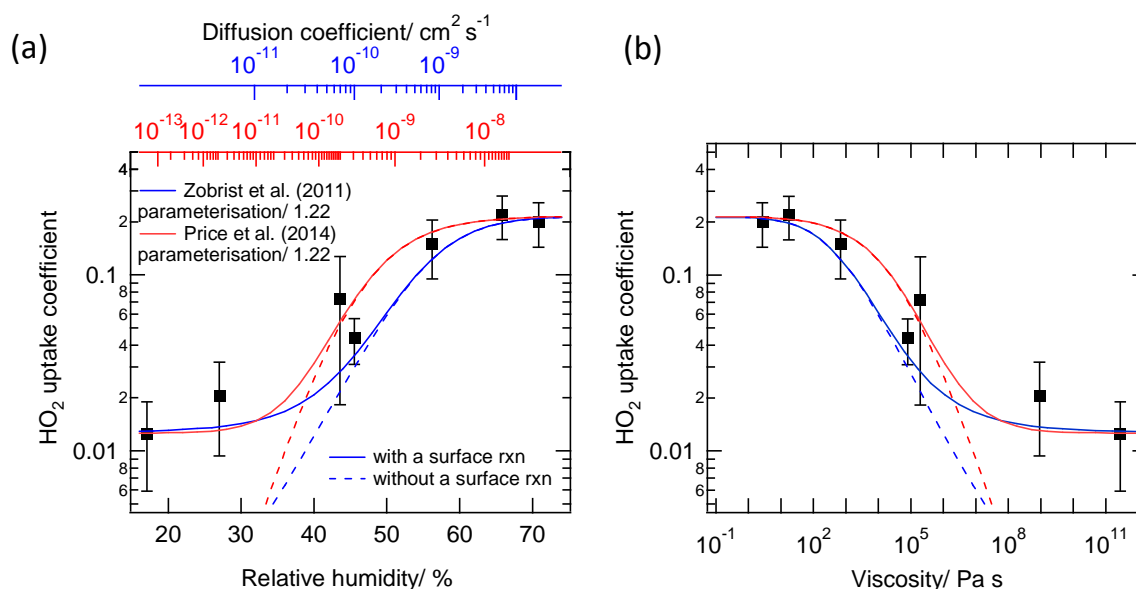 (a)
Diffusion coefficient/ cm² s⁻¹
10⁻¹¹ 10⁻¹⁰ 10⁻⁹
10⁻¹³ 10⁻¹² 10⁻¹¹ 10⁻¹⁰ 10⁻⁹ 10⁻⁸
HO₂ uptake coefficient
4
2
0.1
8
6
4
2
0.01
8
6
Zobrist et al. (2011)
parameterisation/ 1.22
Price et al. (2014)
parameterisation/ 1.22
with a surface rxn
without a surface rxn
20 30 40 50 60 70
Relative humidity/ %
(b)
HO₂ uptake coefficient
4
2
0.1
8
6
4
2
0.01
8
6
10⁻¹ 10² 10⁵ 10⁸ 10¹¹
Viscosity/ Pa s